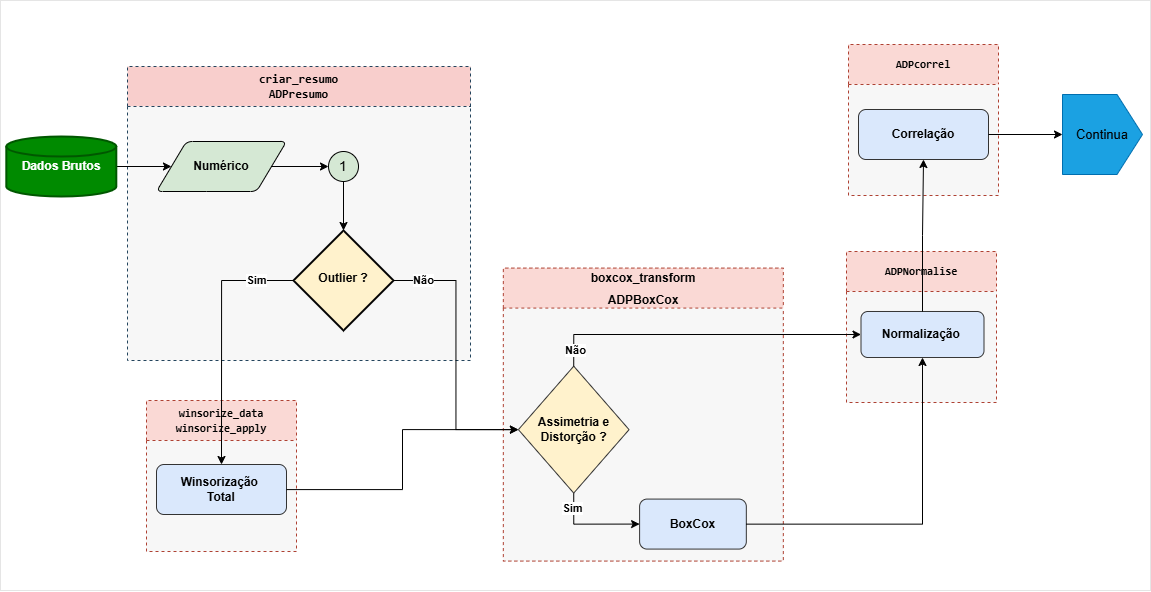 criar_resumo
ADPresumo
Dados Brutos
Numérico
1
Outlier ?
Sim
Não
winsorize_data
winsorize_apply
Winsorização
Total
boxcox_transform
ADPBoxCox
Não
Assimetria e
Distorção ?
Sim
BoxCox
ADPNormalise
Normalização
ADPcorrel
Correlação
Continua